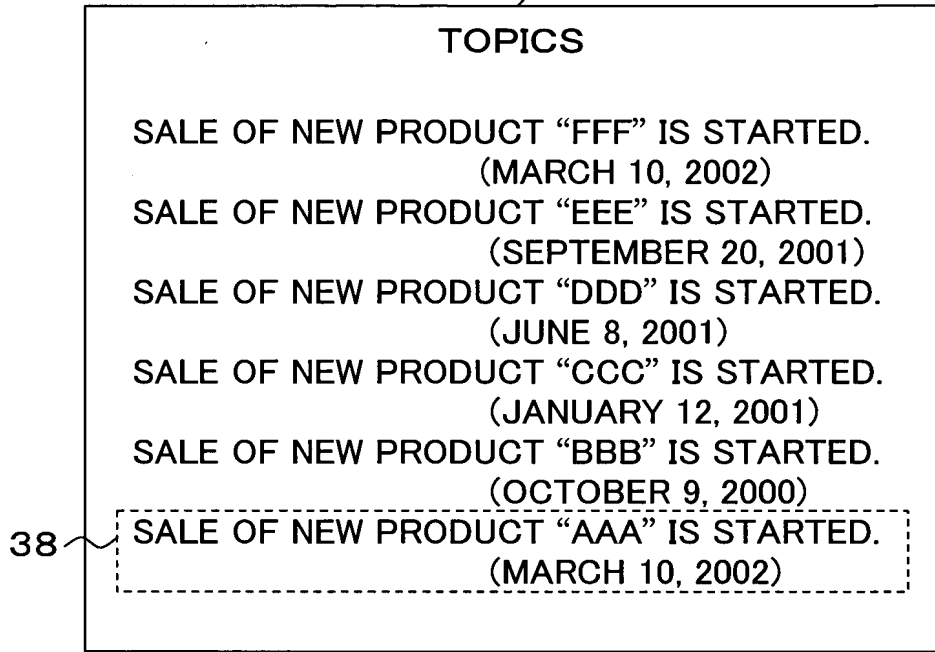 TOPICS
SALE OF NEW PRODUCT “FFF” IS STARTED.
(MARCH 10, 2002)
SALE OF NEW PRODUCT “EEE” IS STARTED.
(SEPTEMBER 20, 2001)
SALE OF NEW PRODUCT “DDD” IS STARTED.
(JUNE 8, 2001)
SALE OF NEW PRODUCT “CCC” IS STARTED.
(JANUARY 12, 2001)
SALE OF NEW PRODUCT “BBB” IS STARTED.
(OCTOBER 9, 2000)
38 SALE OF NEW PRODUCT “AAA” IS STARTED.
(MARCH 10, 2002)